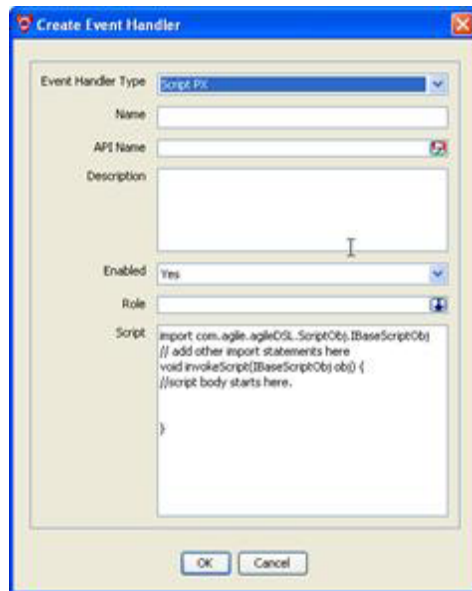 Create Event Handler
Event Handler Type Script PX
Name
API Name
Description
Enabled Yes
Role
Script import com.agile.agileDSL.ScriptObj.IBaseScriptObj
// add other import statements here
void invokeScript(IBaseScriptObj obj) {
//script body starts here.
}
OK Cancel